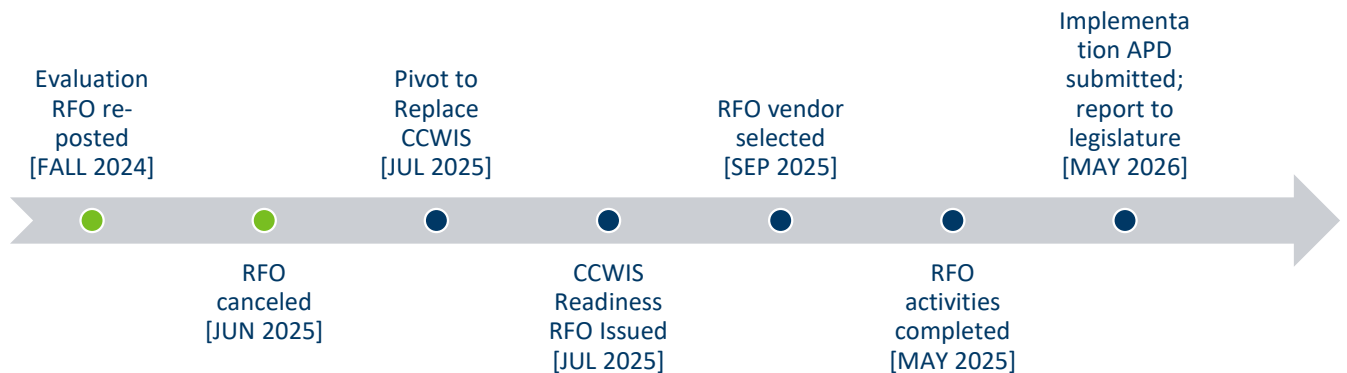 Evaluation
RFO re-
posted
[FALL 2024]
RFO
canceled
[JUN 2025]
Pivot to
Replace
CCWIS
[JUL 2025]
CCWIS
Readiness
RFO Issued
[JUL 2025]
RFO vendor
selected
[SEP 2025]
RFO
activities
completed
[MAY 2025]
Implementa
tion APD
submitted;
report to
legislature
[MAY 2026]